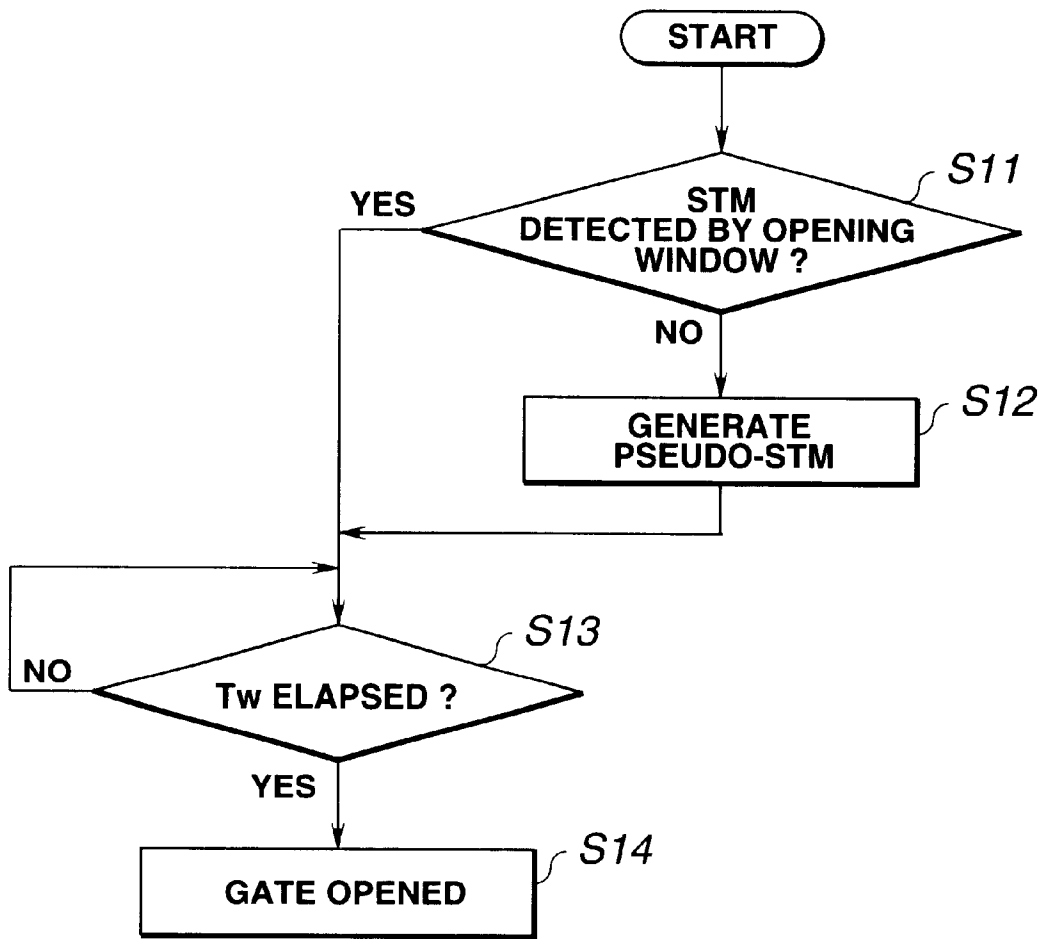 START
S11
YES
STM
DETECTED BY OPENING
WINDOW ?
NO
S12
GENERATE
PSEUDO-STM
S13
NO
Tw ELAPSED ?
YES
S14
GATE OPENED